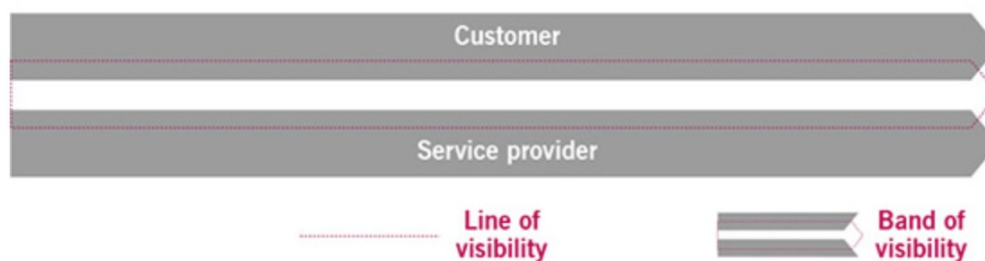 Customer
Service provider
Line of
visibility
Band of
visibility